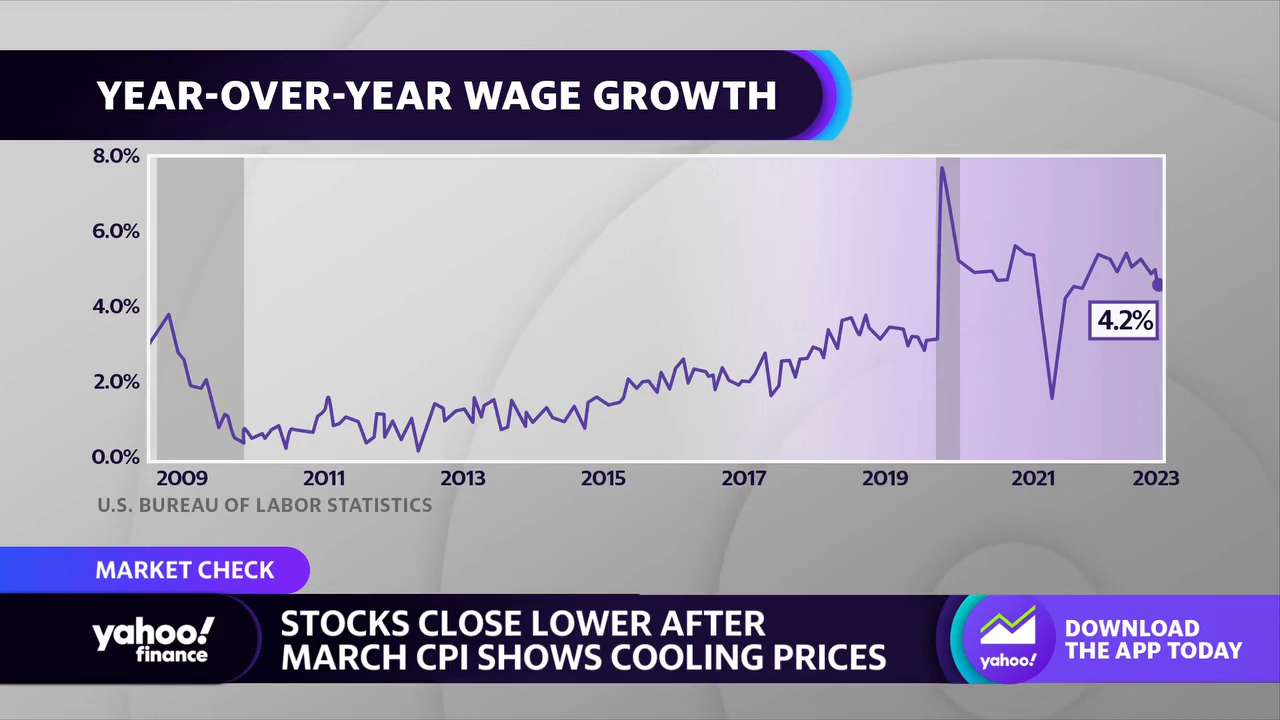 YEAR-OVER-YEAR WAGE GROWTH
8.0%
6.0%
4.0%
2.0%
0.0%
4.2%
2009 2011 2013 2015 2017 2019 2021 2023
U.S. BUREAU OF LABOR STATISTICS
MARKET CHECK
yahoo!
finance
STOCKS CLOSE LOWER AFTER
MARCH CPI SHOWS COOLING PRICES
yahoo!
DOWNLOAD
THE APP TODAY